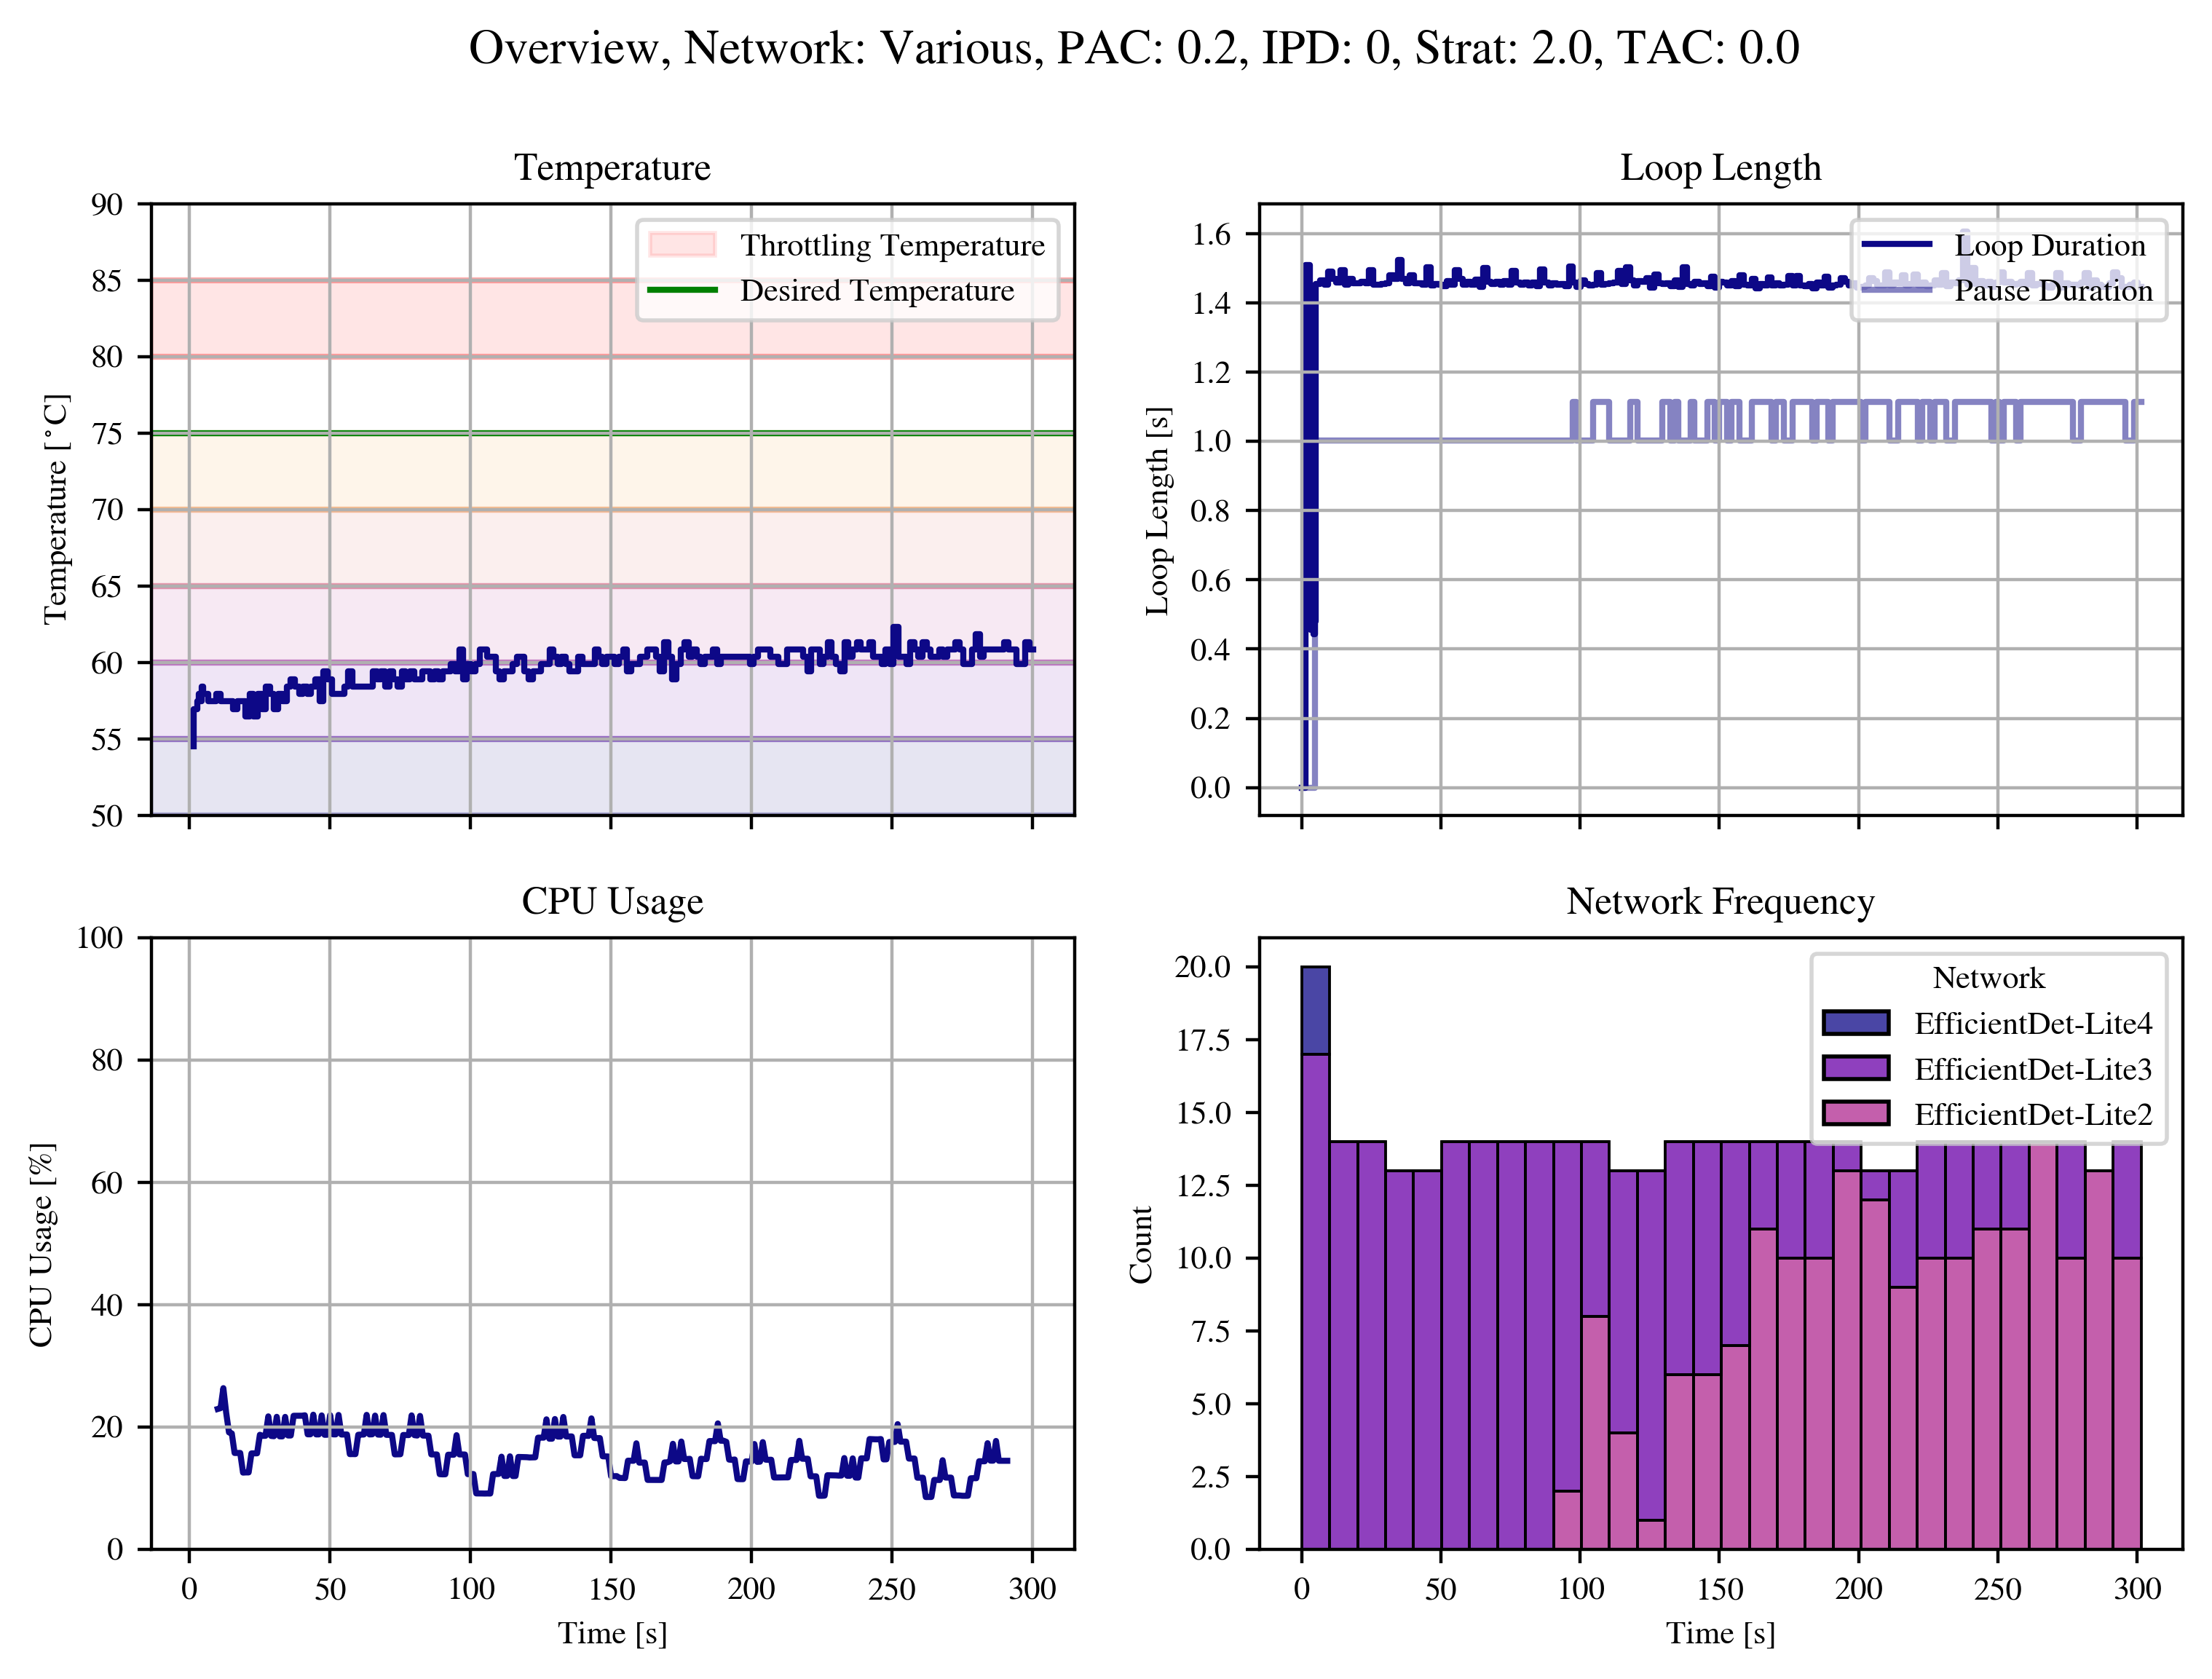 Overview, Network: Various, PAC: 0.2, IPD: 0, Strat: 2.0, TAC: 0.0
Temperature
90
85
80
75
70
65
60
55
50
Temperature [°C]
Throttling Temperature
Desired Temperature
Loop Length
1.6
1.4
1.2
1.0
0.8
0.6
0.4
0.2
0.0
Loop Length [s]
Loop Duration
Pause Duration
CPU Usage
100
80
60
40
20
0
CPU Usage [%]
0 50 100 150 200 250 300
Time [s]
Network Frequency
20.0
17.5
15.0
12.5
10.0
7.5
5.0
2.5
0.0
Count
Network
EfficientDet-Lite4
EfficientDet-Lite3
EfficientDet-Lite2
0 50 100 150 200 250 300
Time [s]